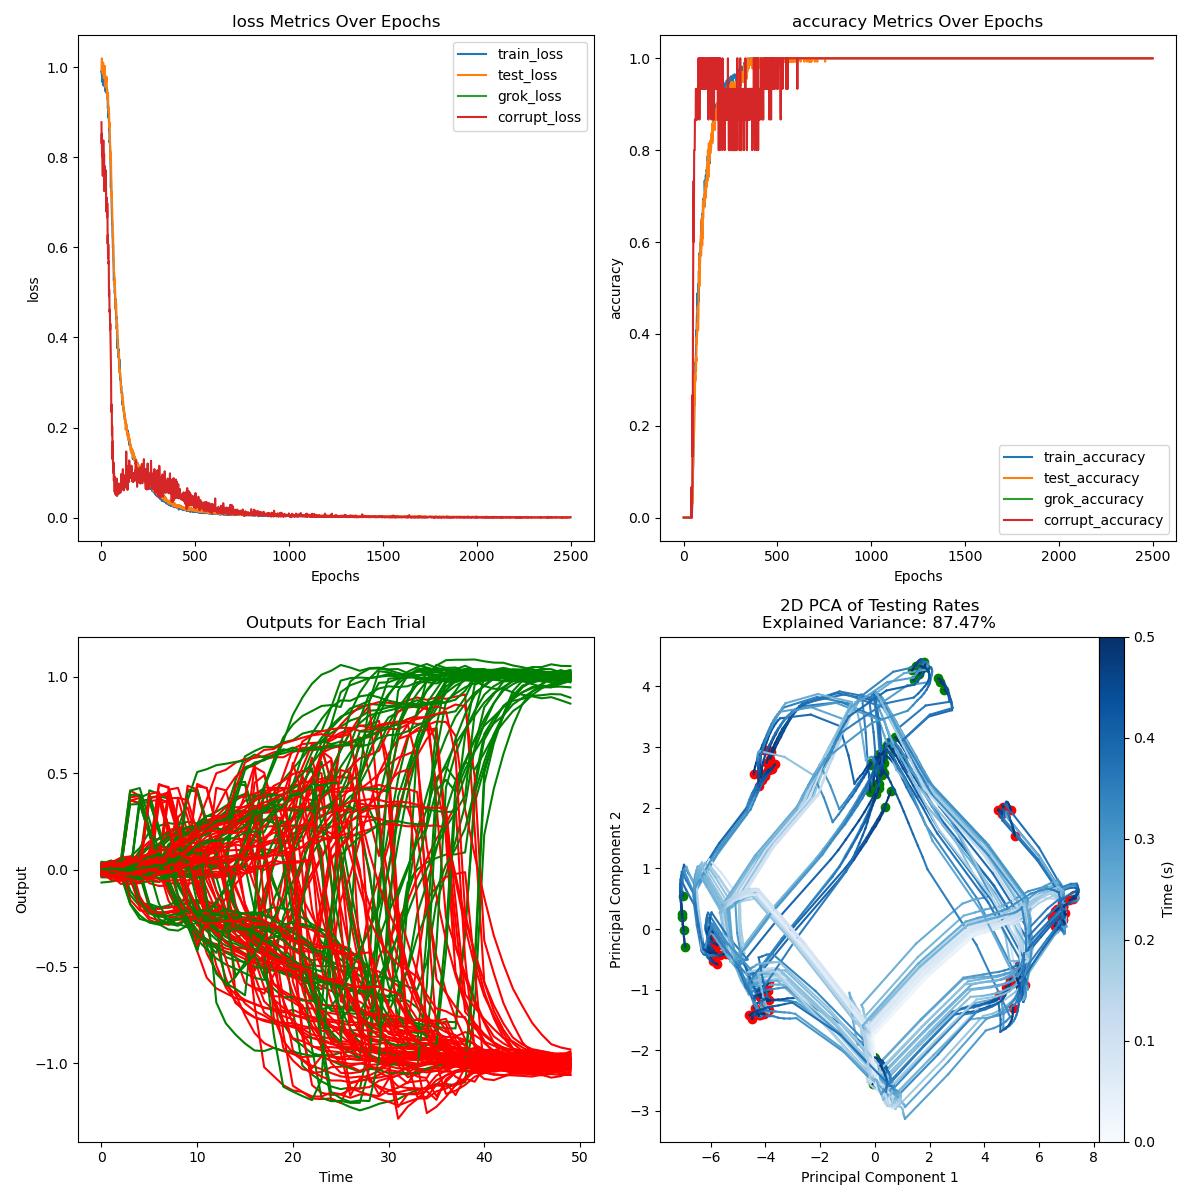 loss Metrics Over Epochs
1.0
0.8
0.6
0.4
0.2
0.0
loss
train_loss
test_loss
grok_loss
corrupt_loss
0
500
1000
1500
2000
2500
Epochs
accuracy Metrics Over Epochs
1.0
0.8
0.6
0.4
0.2
0.0
accuracy
train_accuracy
test_accuracy
grok_accuracy
corrupt_accuracy
0
500
1000
1500
2000
2500
Epochs
Outputs for Each Trial
1.0
0.5
0.0
−0.5
−1.0
Output
0
10
20
30
40
50
Time
2D PCA of Testing Rates
Explained Variance: 87.47%
4
3
2
1
0
−1
−2
−3
Principal Component 2
−6
−4
−2
0
2
4
6
8
Principal Component 1
0.5
0.4
0.3
0.2
0.1
0.0
Time (s)